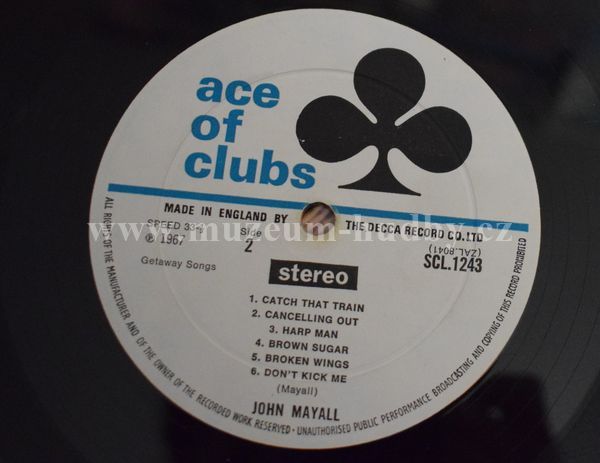 ace
of
clubs
MADE IN ENGLAND BY THE DECCA RECORD CO. LTD
SPEED 33⅓
℗ 1967
Side
2
(ZAL.8041)
SCL.1243
Getaway Songs
stereo
1. CATCH THAT TRAIN
2. CANCELLING OUT
3. HARP MAN
4. BROWN SUGAR
5. BROKEN WINGS
6. DON'T KICK ME
(Mayall)
JOHN MAYALL
ALL RIGHTS OF THE MANUFACTURER AND OF THE OWNER OF THE RECORDED WORK RESERVED · UNAUTHORISED PUBLIC PERFORMANCE BROADCASTING AND COPYING OF THIS RECORD PROHIBITED
www.muzeum-hudby.cz